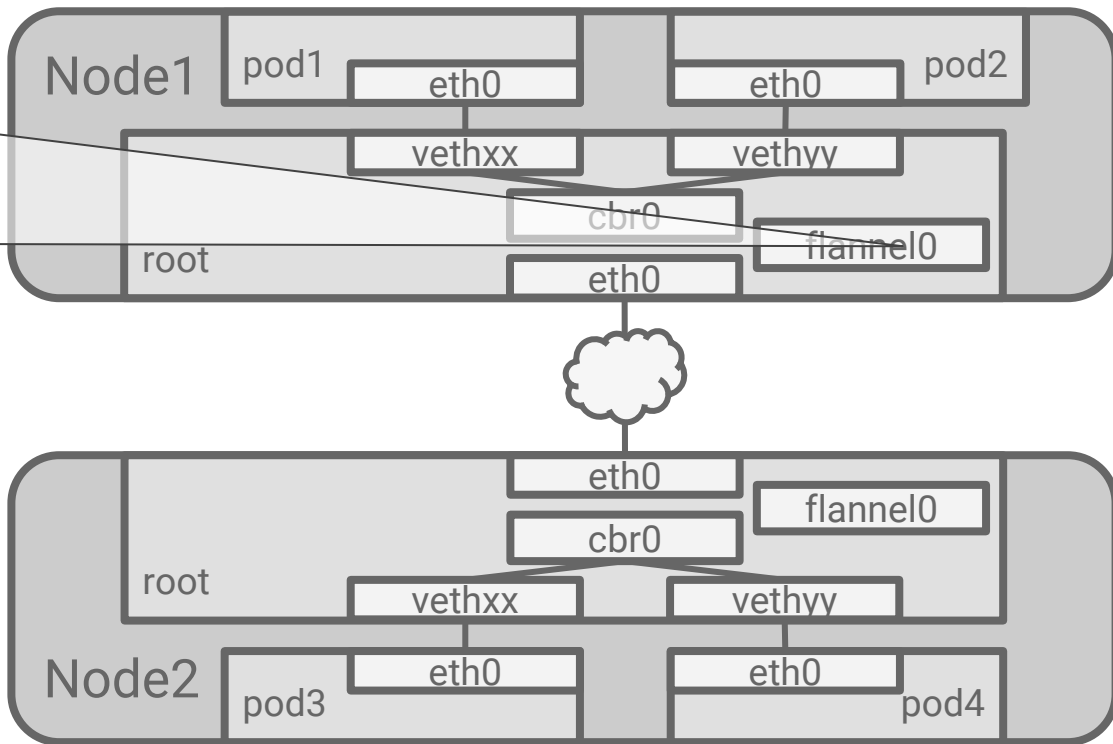 Node1
pod1
pod2
eth0
eth0
vethxx
vethyy
cbr0
flannel0
root
eth0
eth0
flannel0
cbr0
root
vethxx
vethyy
Node2
eth0
eth0
pod3
pod4